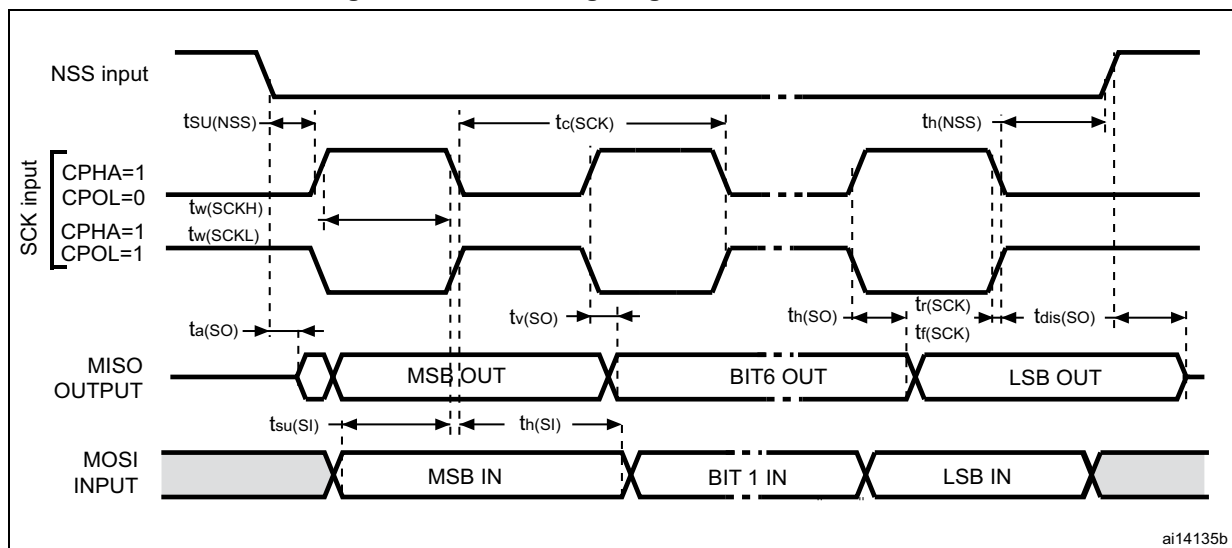 NSS input
tSU(NSS)
tc(SCK)
th(NSS)
SCK input
CPHA=1
CPOL=0
tw(SCKH)
CPHA=1
tw(SCKL)
CPOL=1
ta(SO)
tv(SO)
th(SO)
tr(SCK)
tf(SCK)
tdis(SO)
MISO
OUTPUT
MSB OUT
BIT6 OUT
LSB OUT
tsu(SI)
th(SI)
MOSI
INPUT
MSB IN
BIT 1 IN
LSB IN
ai14135b